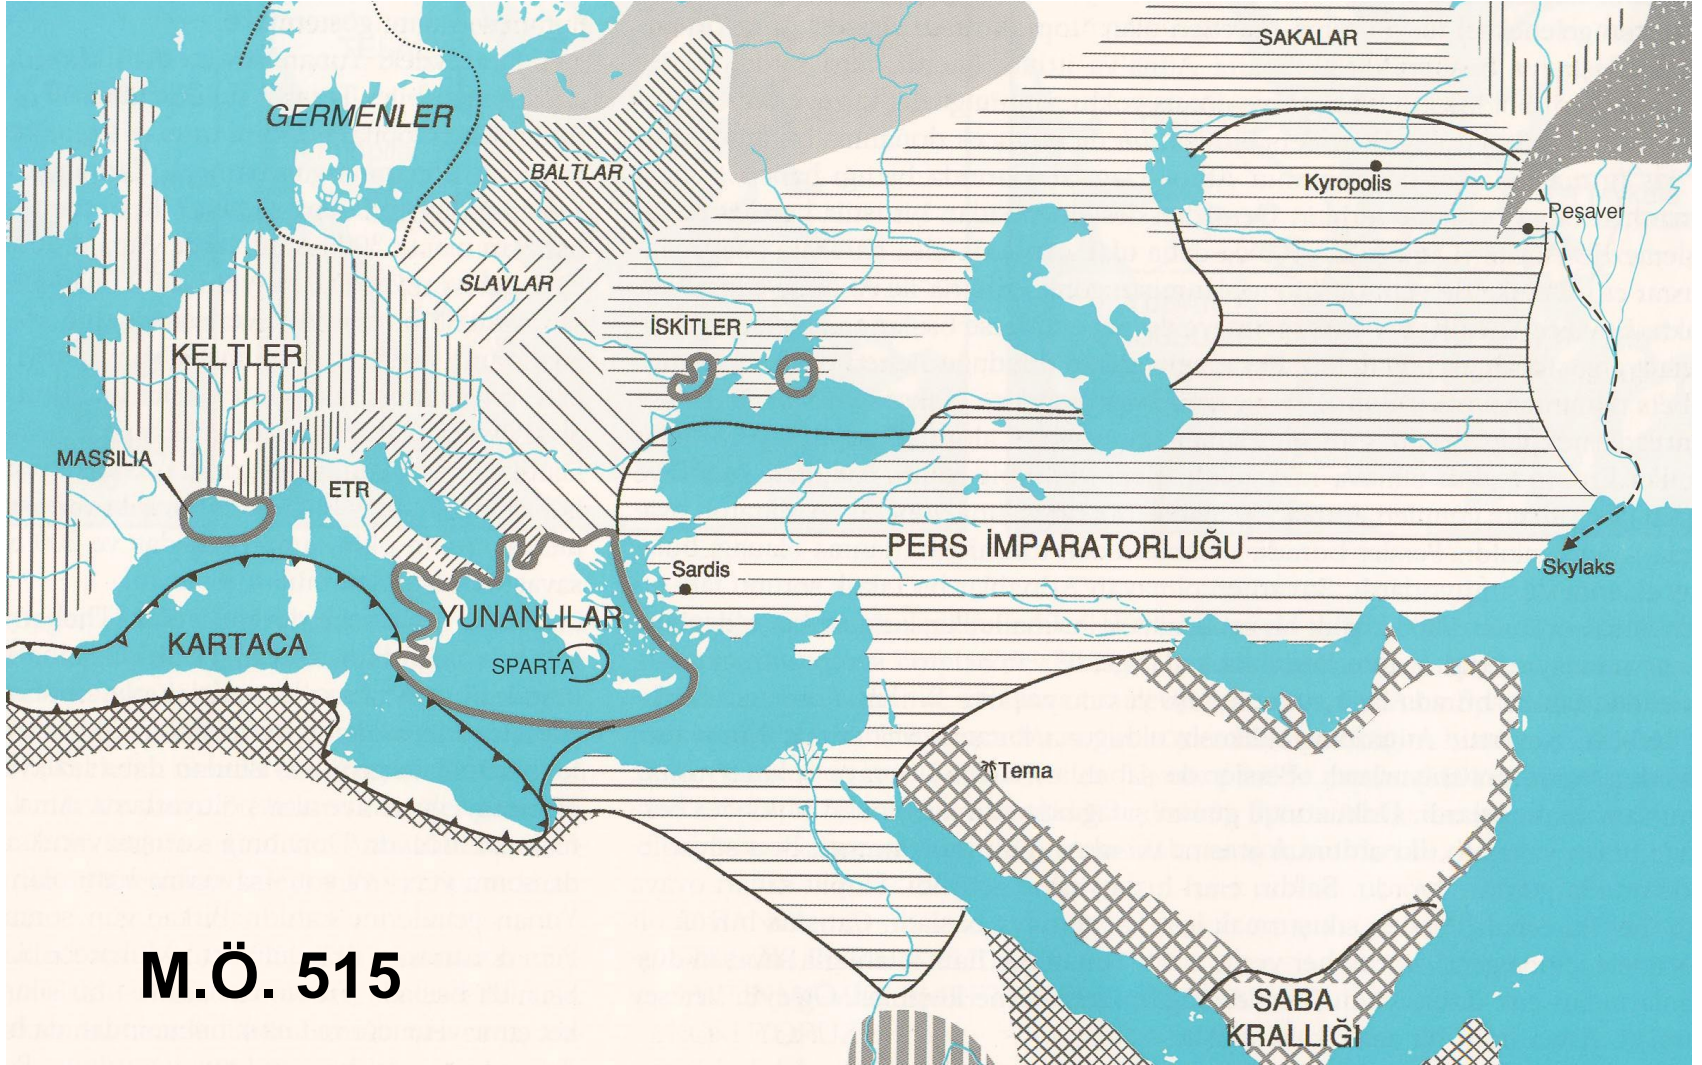 SAKALAR
GERMENLER
BALTLAR
Kyropolis
Peşaver
SLAVLAR
İSKİTLER
KELTLER
MASSILIA
ETR
PERS İMPARATORLUĞU
Sardis
Skylaks
YUNANLILAR
KARTACA
SPARTA
Tema
M.Ö. 515
SABA
KRALLIĞI